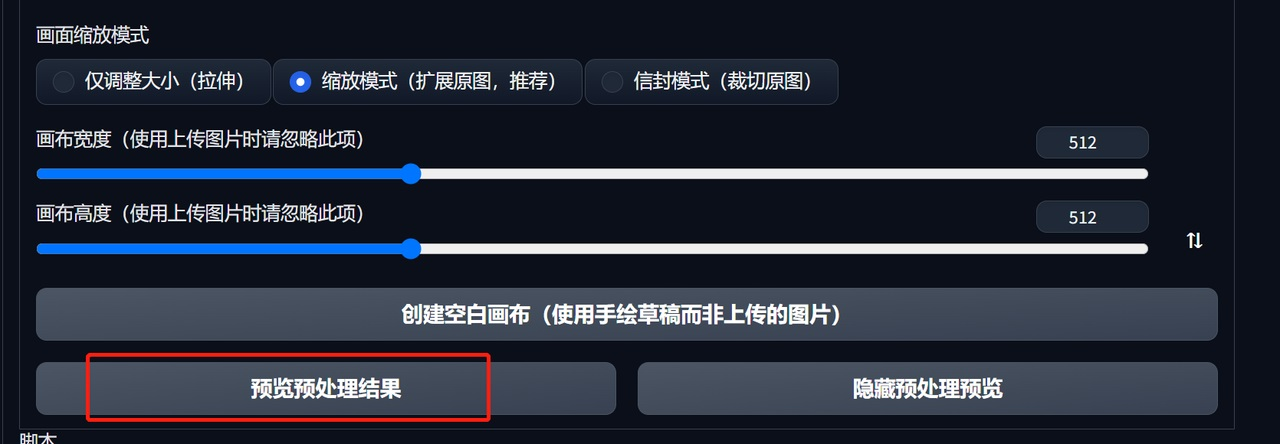 画面缩放模式
仅调整大小（拉伸） 缩放模式（扩展原图，推荐） 信封模式（裁切原图）
画布宽度（使用上传图片时请忽略此项） 512
画布高度（使用上传图片时请忽略此项） 512
创建空白画布（使用手绘草稿而非上传的图片）
预览预处理结果 隐藏预处理预览
脚本